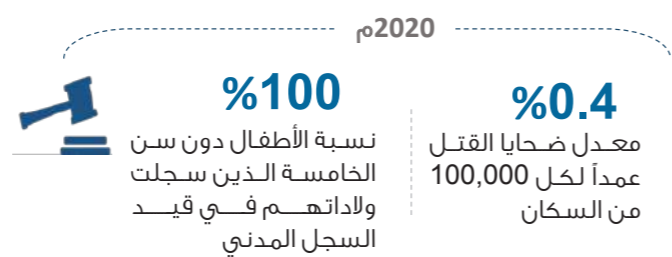 2020م
%0.4
معدل ضحايا القتل
عمداً لكل 100,000
من السكان
%100
نسبة الأطفال دون سن
الخامسة الذين سجلت
ولاداتهم في قيد
السجل المدني